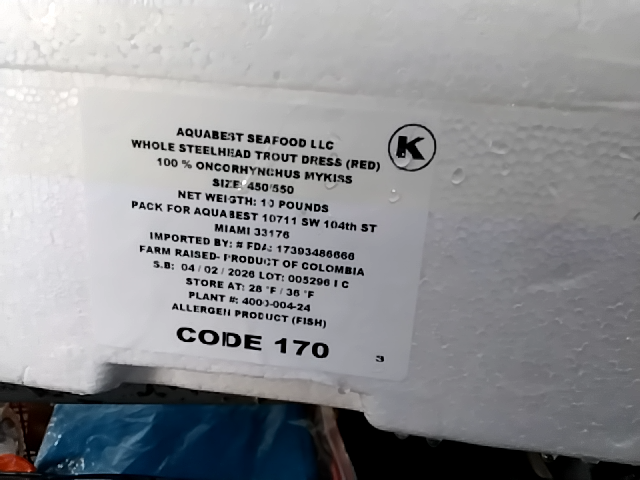 AQUABEST SEAFOOD LLC
K
WHOLE STEELHEAD TROUT DRESS (RED)
100 % ONCORHYNCHUS MYKISS
SIZE: 450/550
NET WEIGTH: 10 POUNDS
PACK FOR AQUABEST 10711 SW 104th ST
MIAMI 33176
IMPORTED BY: # FDA: 17393486666
FARM RAISED- PRODUCT OF COLOMBIA
S.B: 04 / 02 / 2026 LOT: 005296 I C
STORE AT: 28 °F / 36 °F
PLANT #: 4000-004-24
ALLERGEN PRODUCT (FISH)
CODE 170
3